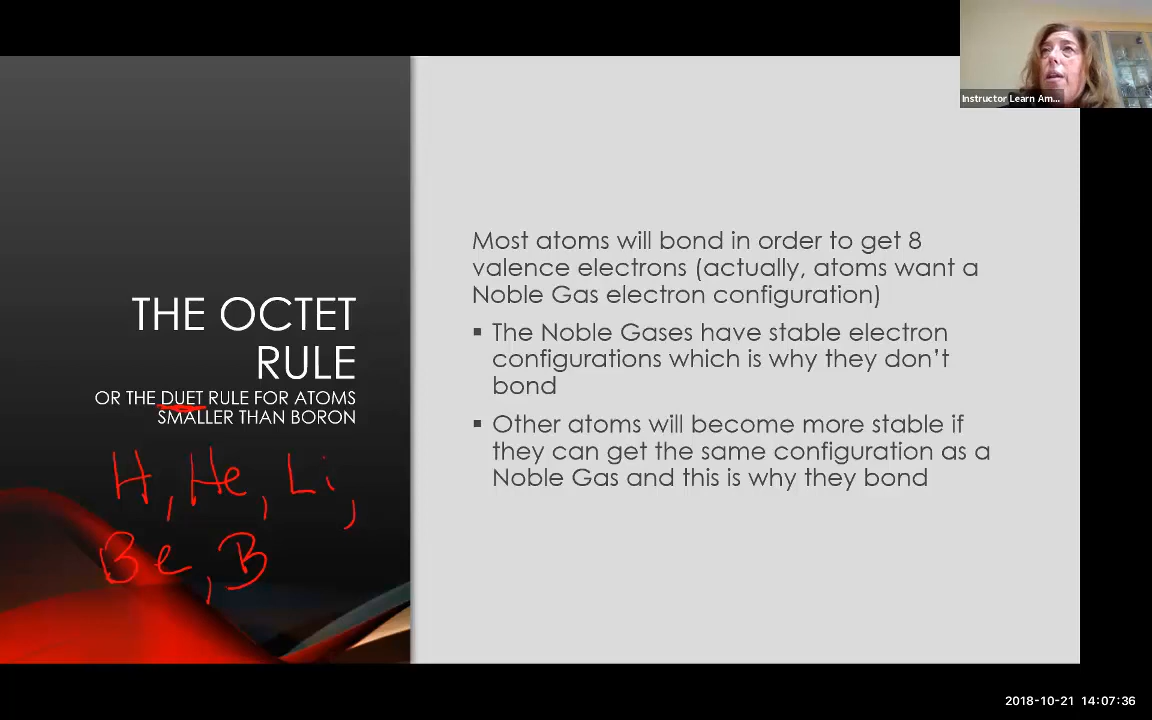 Instructor Learn Am...
THE OCTET
RULE
OR THE DUET RULE FOR ATOMS
SMALLER THAN BORON
H, He, Li,
Be, B
Most atoms will bond in order to get 8
valence electrons (actually, atoms want a
Noble Gas electron configuration)
▪ The Noble Gases have stable electron
configurations which is why they don't
bond
▪ Other atoms will become more stable if
they can get the same configuration as a
Noble Gas and this is why they bond
2018-10-21 14:07:36